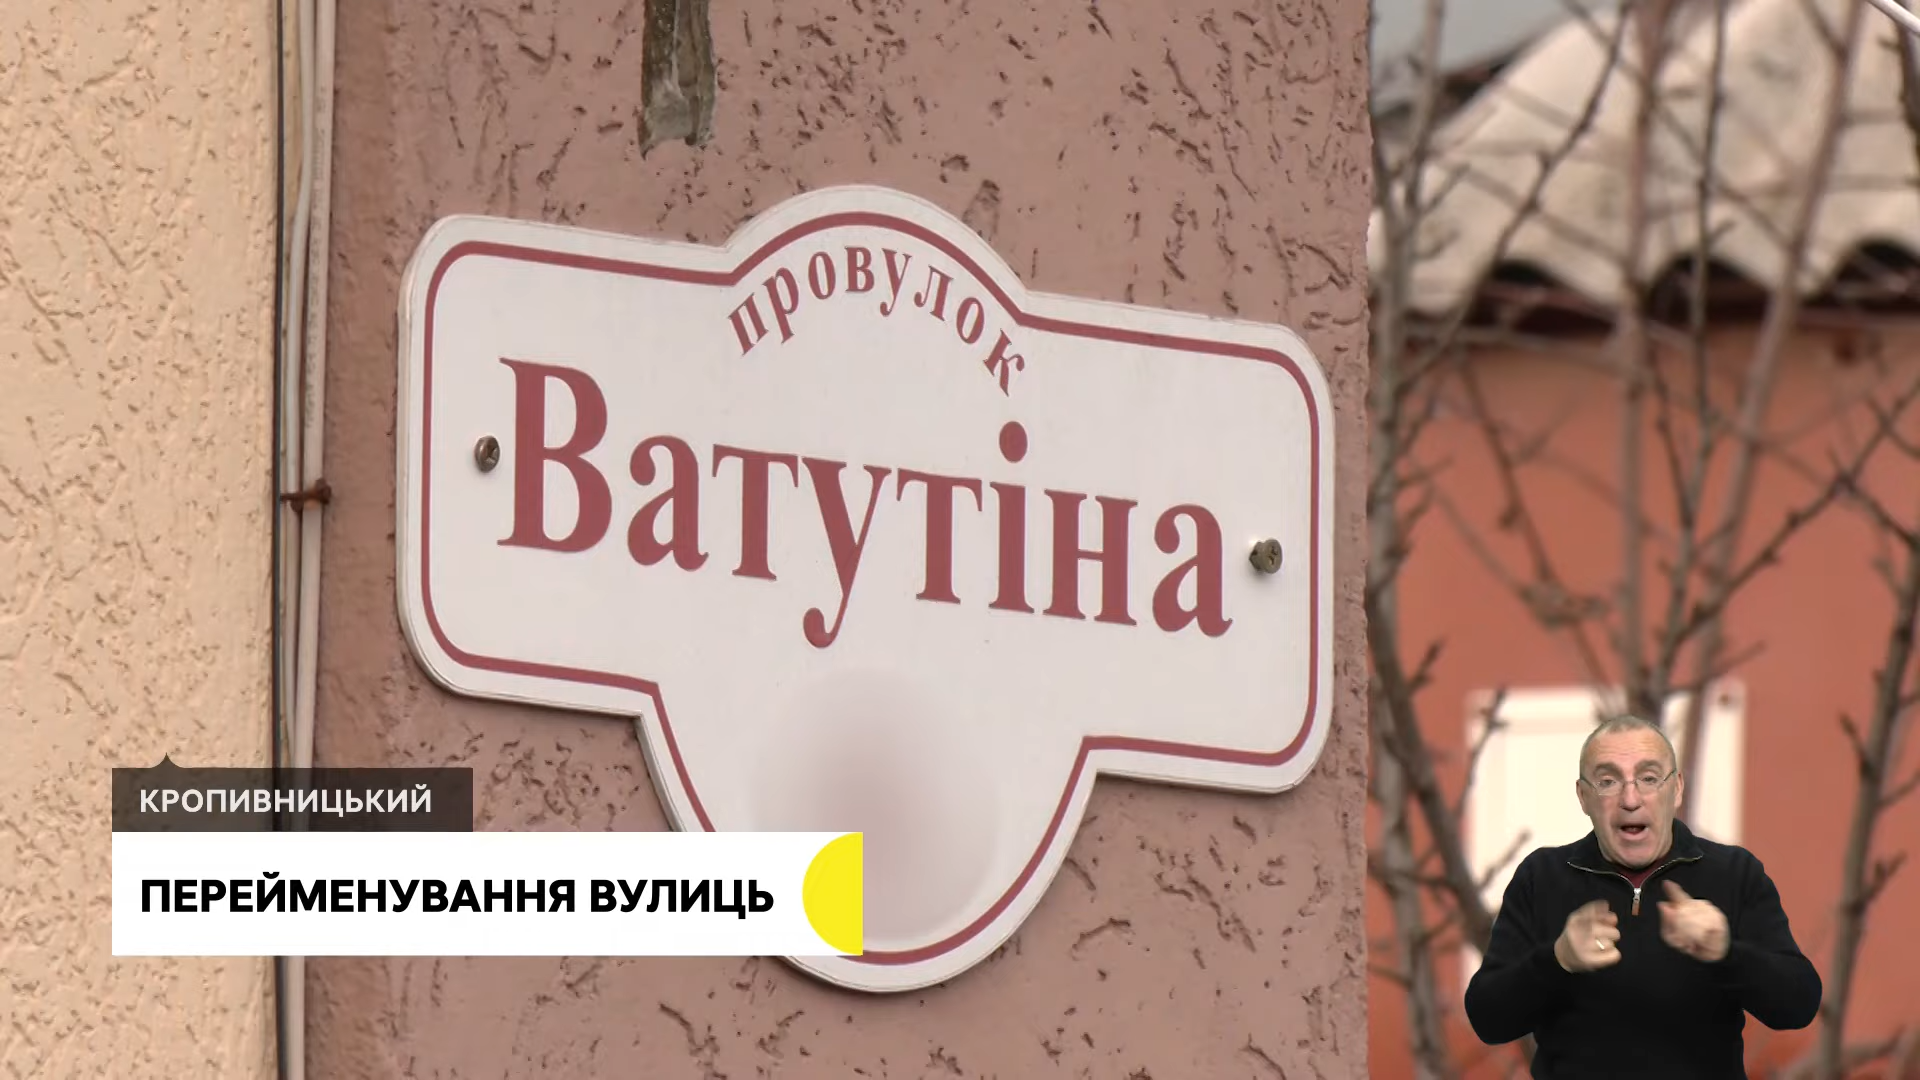 провулок
Ватутіна
КРОПИВНИЦЬКИЙ
ПЕРЕЙМЕНУВАННЯ ВУЛИЦЬ